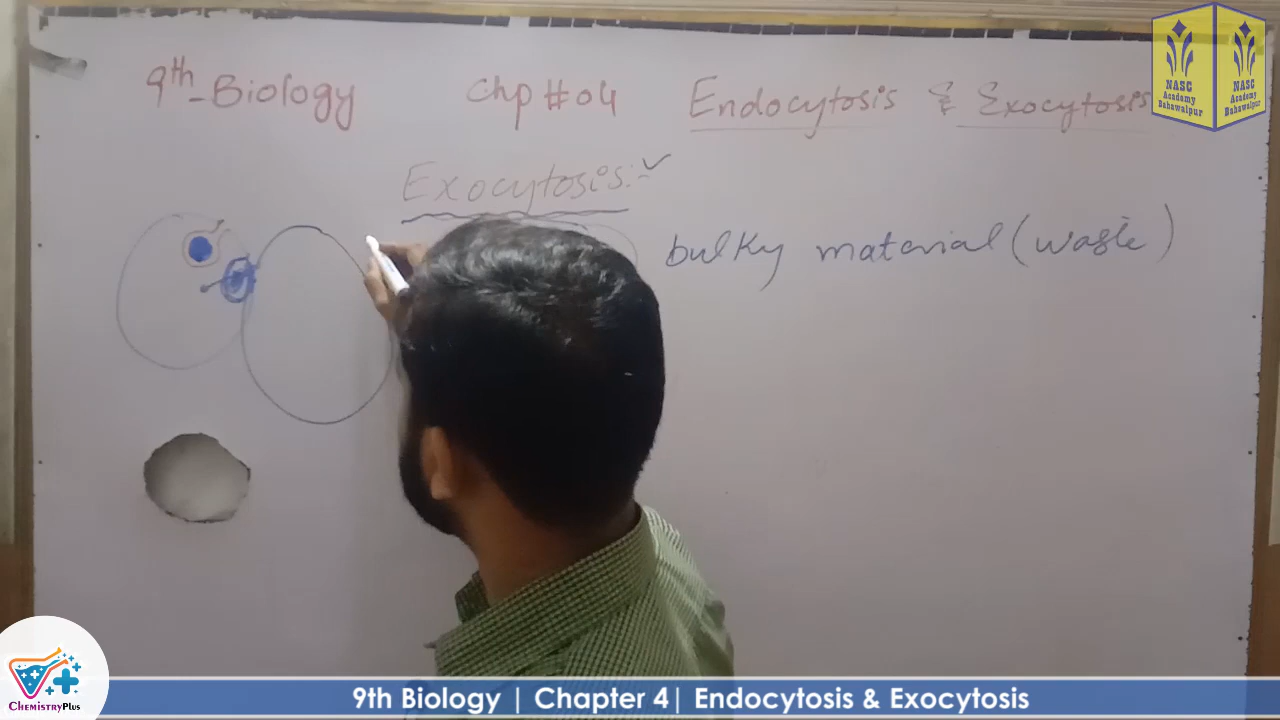 9th-Biology Chp #04 Endocytosis & Exocytosis
NASC Academy Bahawalpur
NASC Academy Bahawalpur
Exocytosis:-
bulky material (waste)
CHEMISTRYPLUS
9th Biology | Chapter 4| Endocytosis & Exocytosis